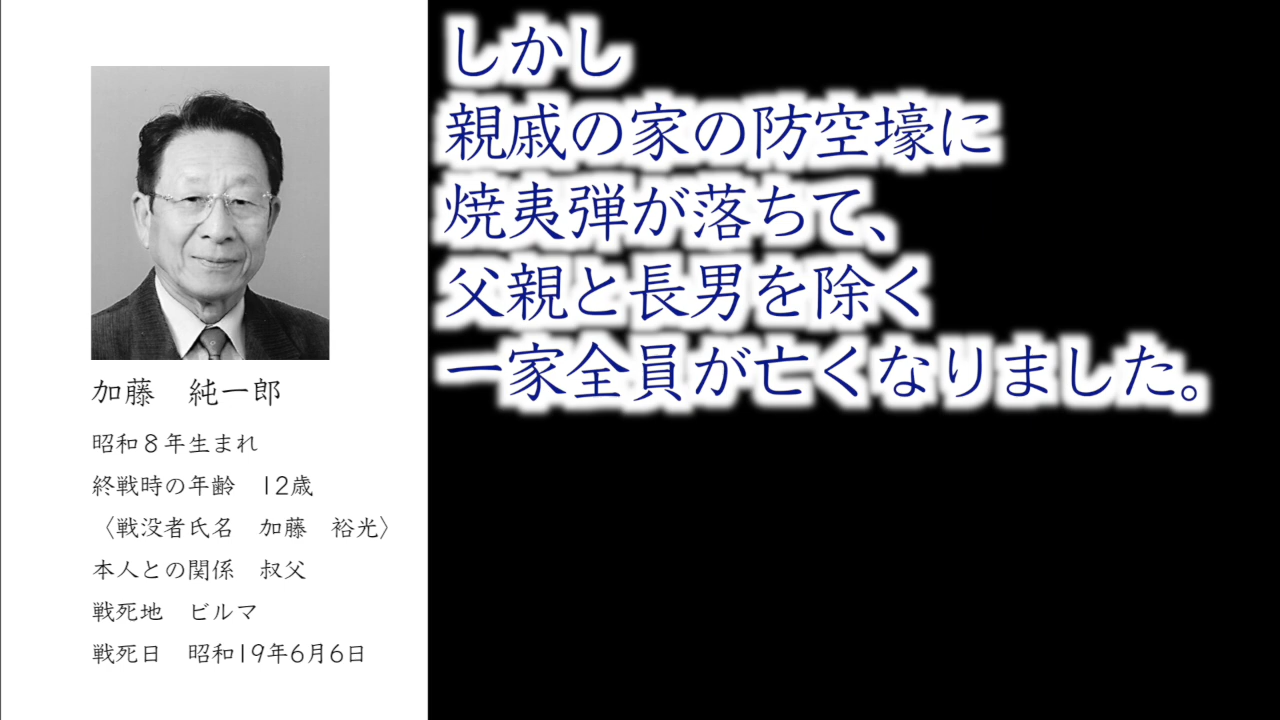 しかし
親戚の家の防空壕に
焼夷弾が落ちて、
父親と長男を除く
一家全員が亡くなりました。
加藤　純一郎
昭和８年生まれ
終戦時の年齢　12歳
〈戦没者氏名　加藤　裕光〉
本人との関係　叔父
戦死地　ビルマ
戦死日　昭和19年6月6日